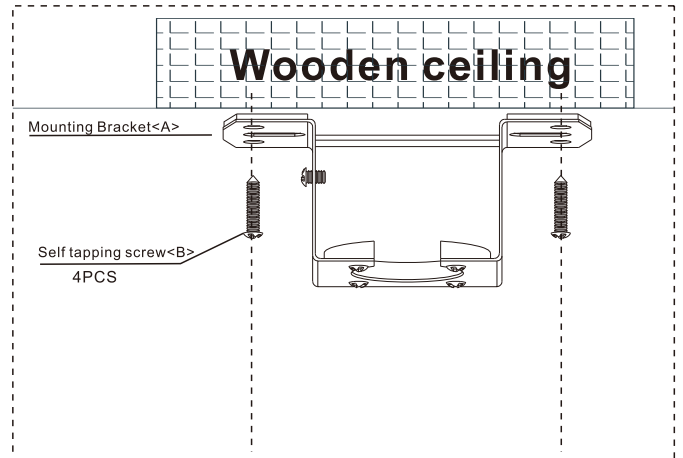 Wooden ceiling
Mounting Bracket<A>
Self tapping screw<B>
4PCS